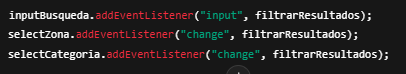 inputBusqueda.addEventListener("input", filtrarResultados);
selectZona.addEventListener("change", filtrarResultados);
selectCategoria.addEventListener("change", filtrarResultados);